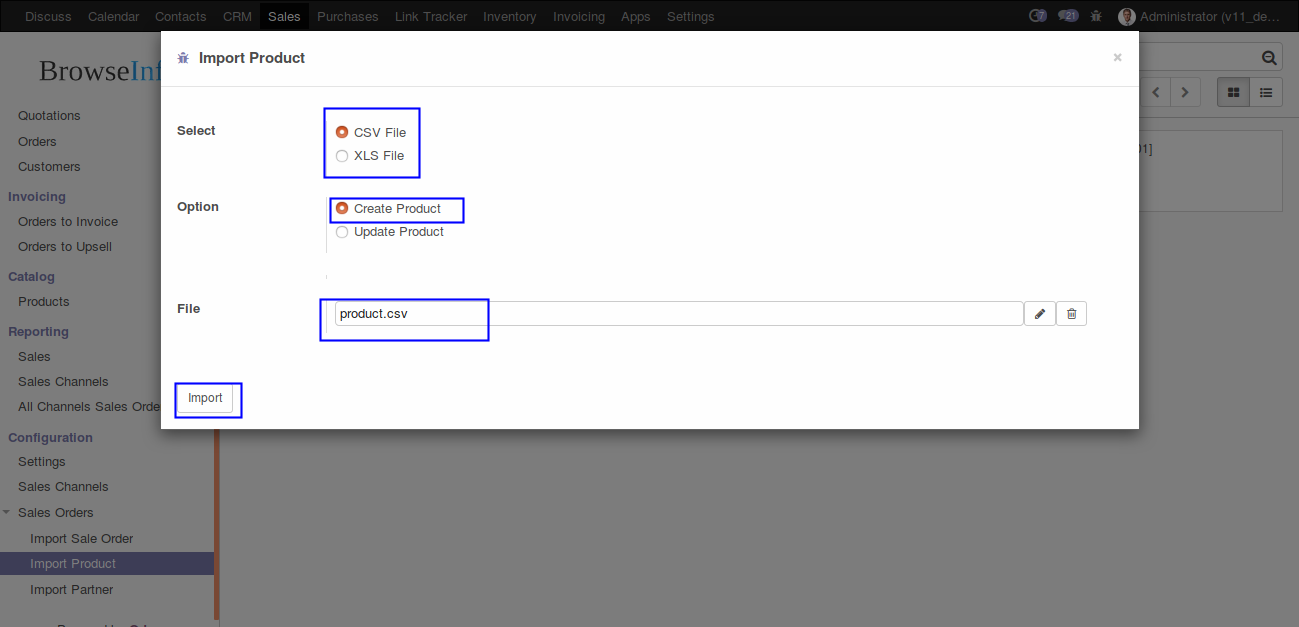 Discuss Calendar Contacts CRM Sales Purchases Link Tracker Inventory Invoicing Apps Settings 7 21 Administrator (v11_de...
Import Product ×
BrowseInf
Quotations
Orders
Customers
Invoicing
Orders to Invoice
Orders to Upsell
Catalog
Products
Reporting
Sales
Sales Channels
All Channels Sales Orde
Configuration
Settings
Sales Channels
Sales Orders
Import Sale Order
Import Product
Import Partner
Select
CSV File
XLS File
Option
Create Product
Update Product
File
product.csv
Import
01]